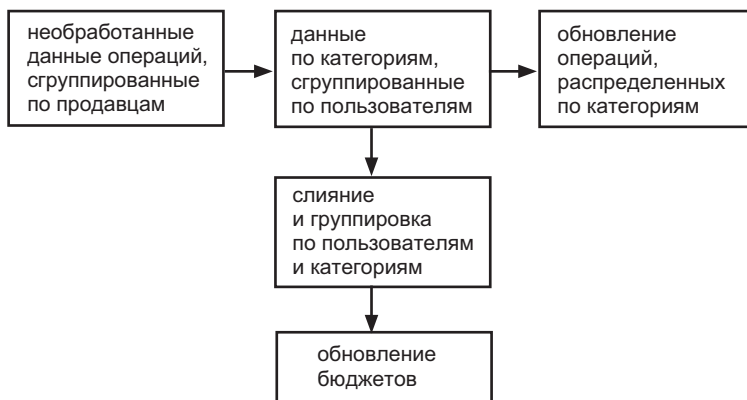 необработанные
данные операций,
сгруппированные
по продавцам
данные
по категориям,
сгруппированные
по пользователям
обновление
операций,
распределенных
по категориям
слияние
и группировка
по пользователям
и категориям
обновление
бюджетов